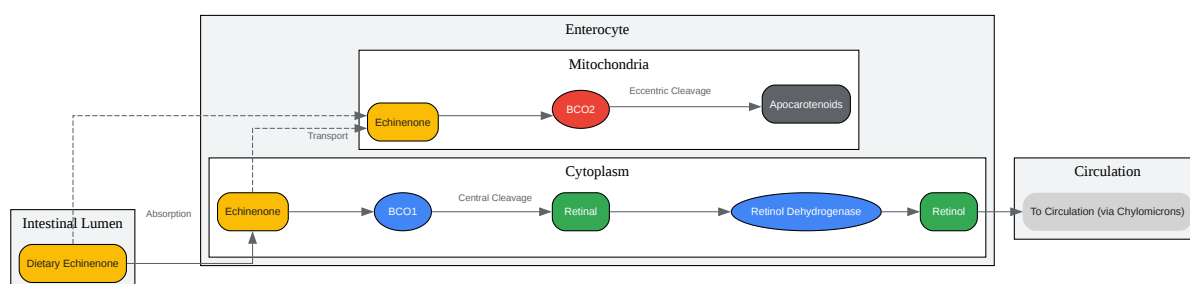 Enterocyte
Mitochondria
Eccentric Cleavage
BCO2
Apocarotenoids
Echinenone
Transport
Cytoplasm
Circulation
Central Cleavage
Echinenone
BCO1
Retinal
Retinol Dehydrogenase
Retinol
To Circulation (via Chylomicrons)
Absorption
Intestinal Lumen
Dietary Echinenone